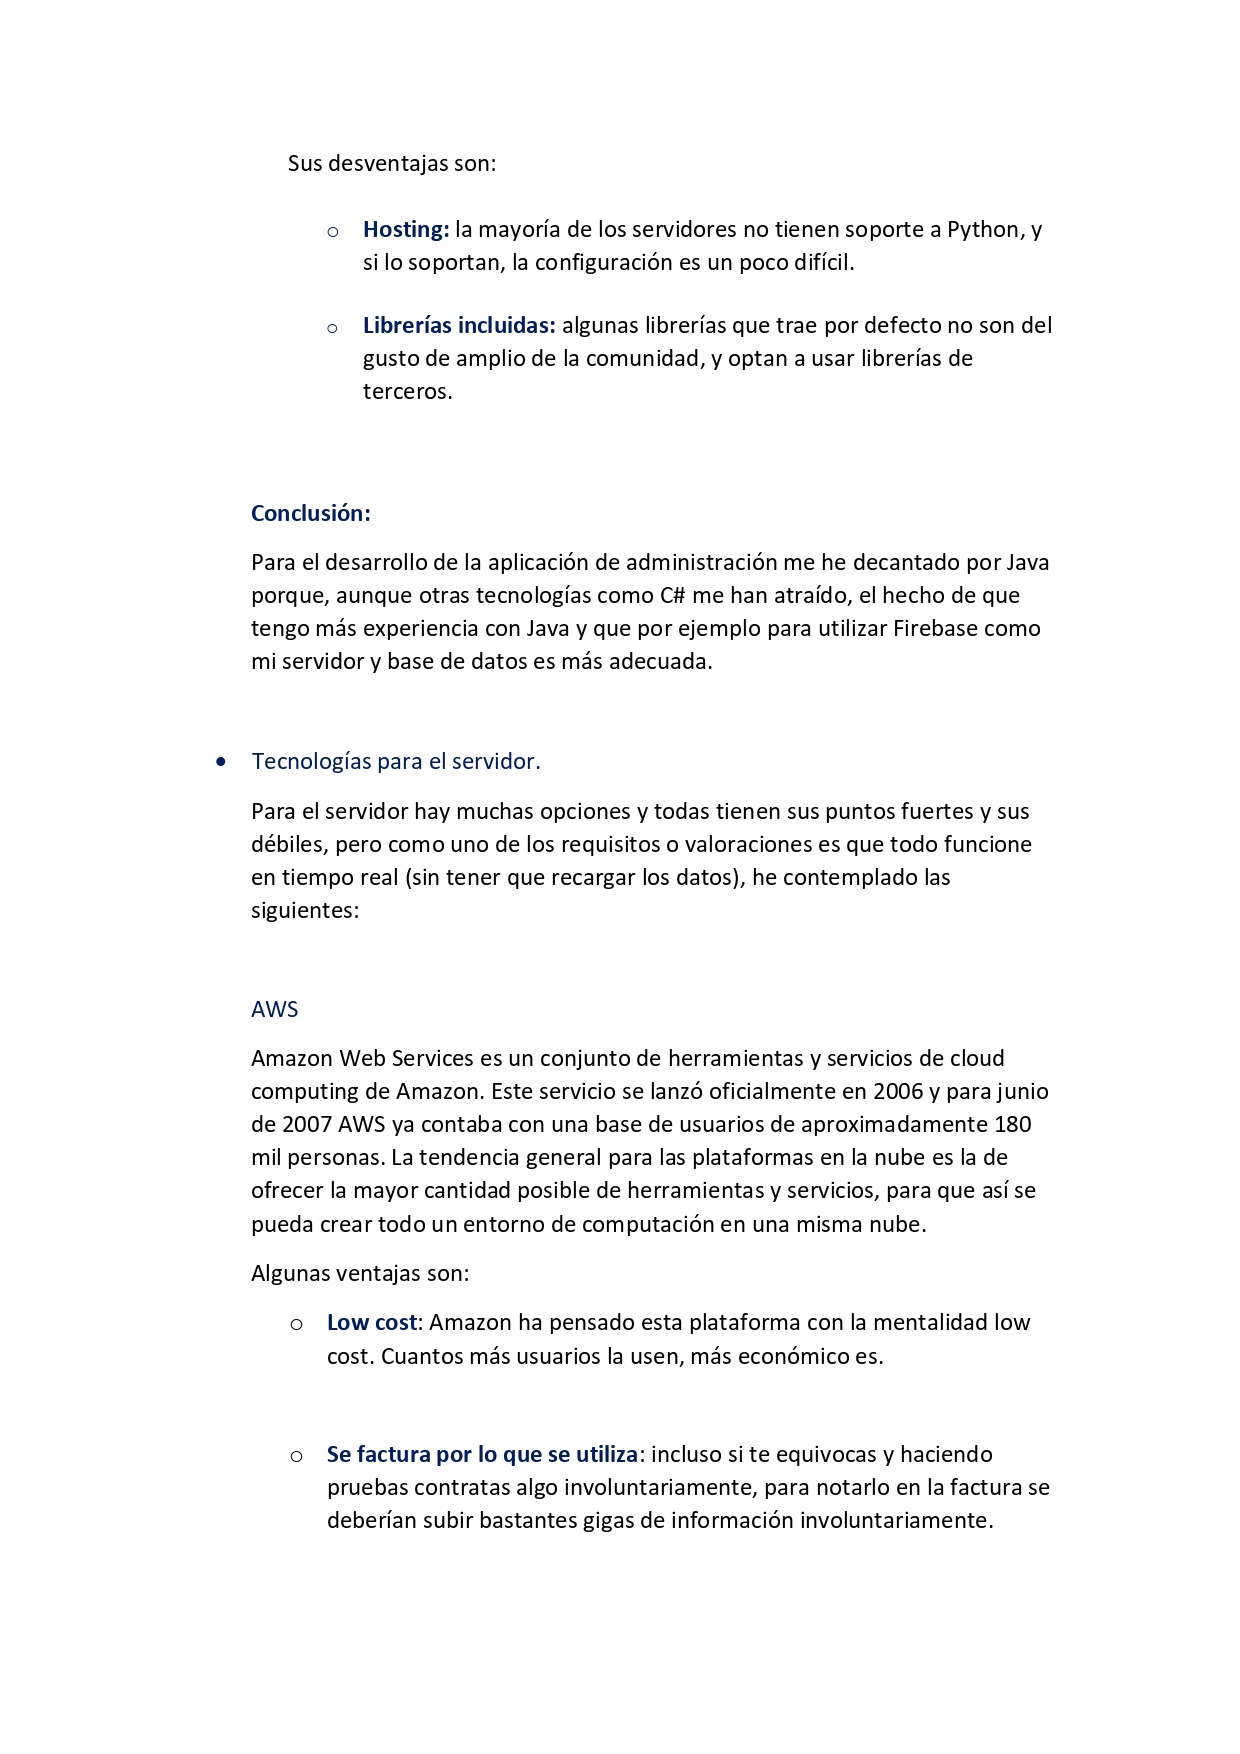 Sus desventajas son:
o Hosting: la mayoría de los servidores no tienen soporte a Python, y
si lo soportan, la configuración es un poco difícil.
o Librerías incluidas: algunas librerías que trae por defecto no son del
gusto de amplio de la comunidad, y optan a usar librerías de
terceros.
Conclusión:
Para el desarrollo de la aplicación de administración me he decantado por Java
porque, aunque otras tecnologías como C# me han atraído, el hecho de que
tengo más experiencia con Java y que por ejemplo para utilizar Firebase como
mi servidor y base de datos es más adecuada.
• Tecnologías para el servidor.
Para el servidor hay muchas opciones y todas tienen sus puntos fuertes y sus
débiles, pero como uno de los requisitos o valoraciones es que todo funcione
en tiempo real (sin tener que recargar los datos), he contemplado las
siguientes:
AWS
Amazon Web Services es un conjunto de herramientas y servicios de cloud
computing de Amazon. Este servicio se lanzó oficialmente en 2006 y para junio
de 2007 AWS ya contaba con una base de usuarios de aproximadamente 180
mil personas. La tendencia general para las plataformas en la nube es la de
ofrecer la mayor cantidad posible de herramientas y servicios, para que así se
pueda crear todo un entorno de computación en una misma nube.
Algunas ventajas son:
o Low cost: Amazon ha pensado esta plataforma con la mentalidad low
cost. Cuantos más usuarios la usen, más económico es.
o Se factura por lo que se utiliza: incluso si te equivocas y haciendo
pruebas contratas algo involuntariamente, para notarlo en la factura se
deberían subir bastantes gigas de información involuntariamente.